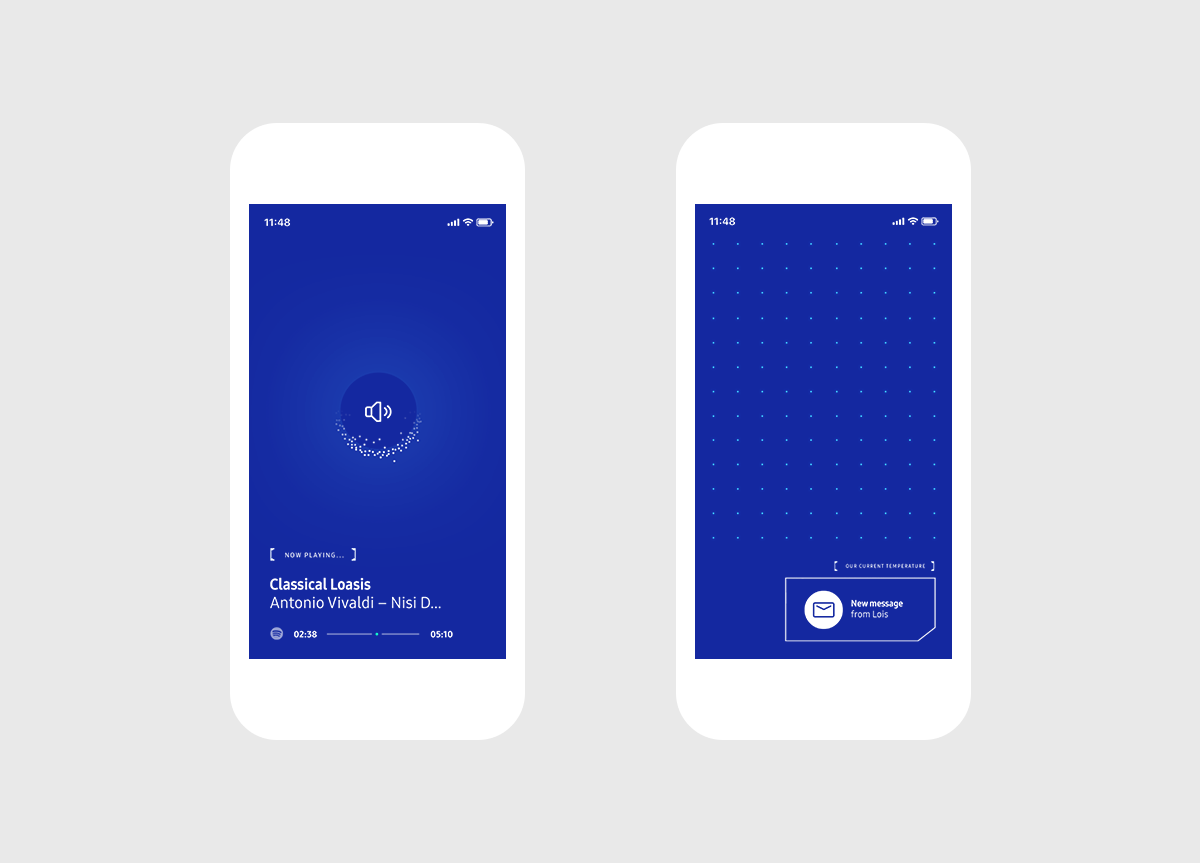 11:48
NOW PLAYING...
Classical Loasis
Antonio Vivaldi – Nisi D...
02:38
05:10
11:48
OUR CURRENT TEMPERATURE
New message
from Lois